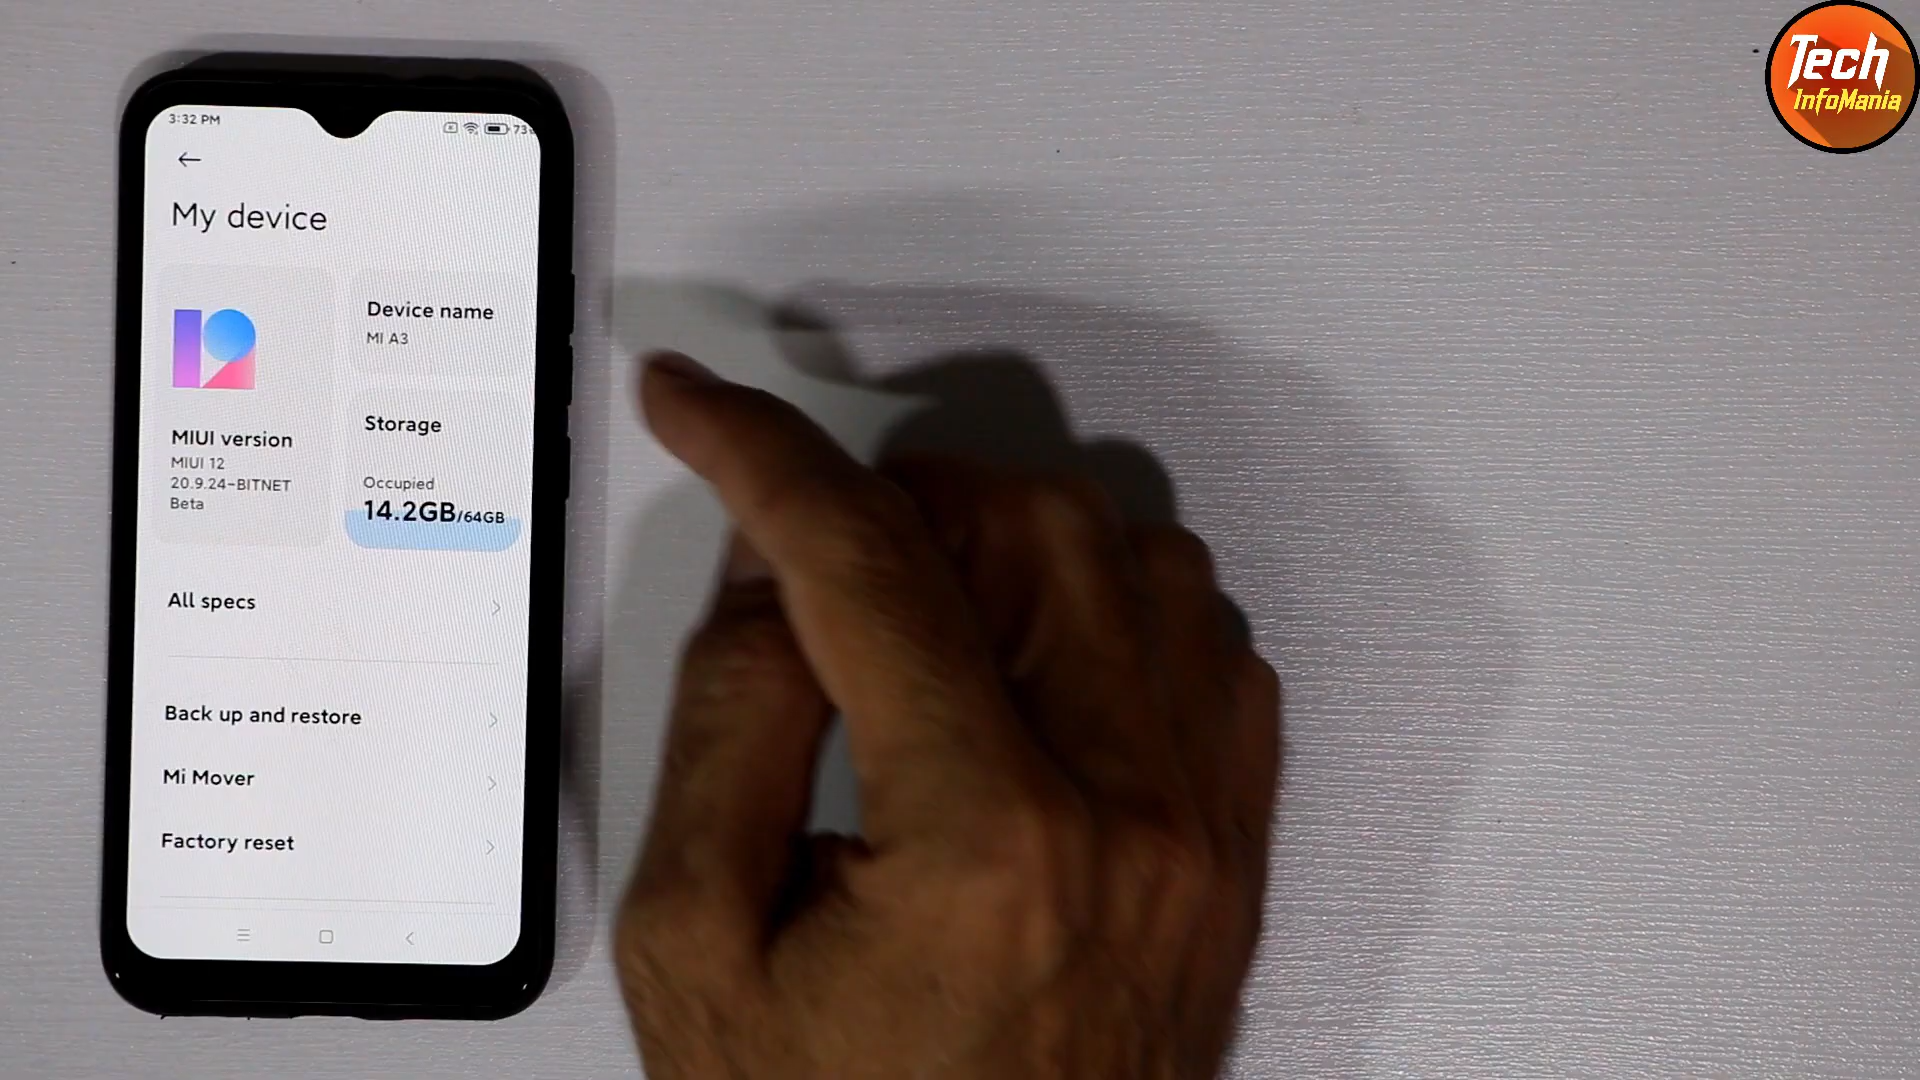 3:32 PM
73
My device
Device name
MI A3
MIUI version
MIUI 12
20.9.24-BITNET
Beta
Storage
Occupied
14.2GB/64GB
All specs
Back up and restore
Mi Mover
Factory reset
Tech
InfoMania